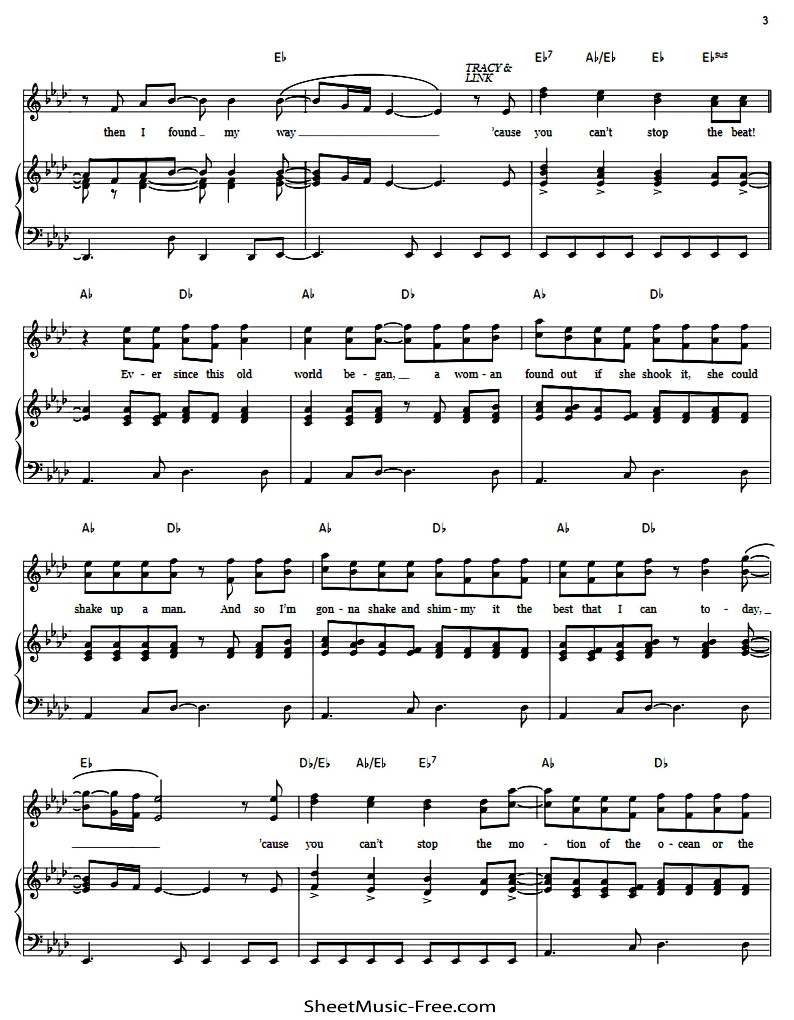 3
E♭ E♭7 A♭/E♭ E♭ E♭sus
TRACY &
LINK
then I found_ my way_ 'cause you can't stop the beat!
A♭ D♭ A♭ D♭ A♭ D♭
Ev - er since this old world be - gan,_ a wom - an found out if she shook it, she could
A♭ D♭ A♭ D♭ A♭ D♭
shake up a man. And so I'm gon - na shake and shim - my it the best that I can to - day,_
E♭ D♭/E♭ A♭/E♭ E♭7 A♭ D♭
'cause you can't stop the mo - tion of the o - cean or the
SheetMusic-Free.com